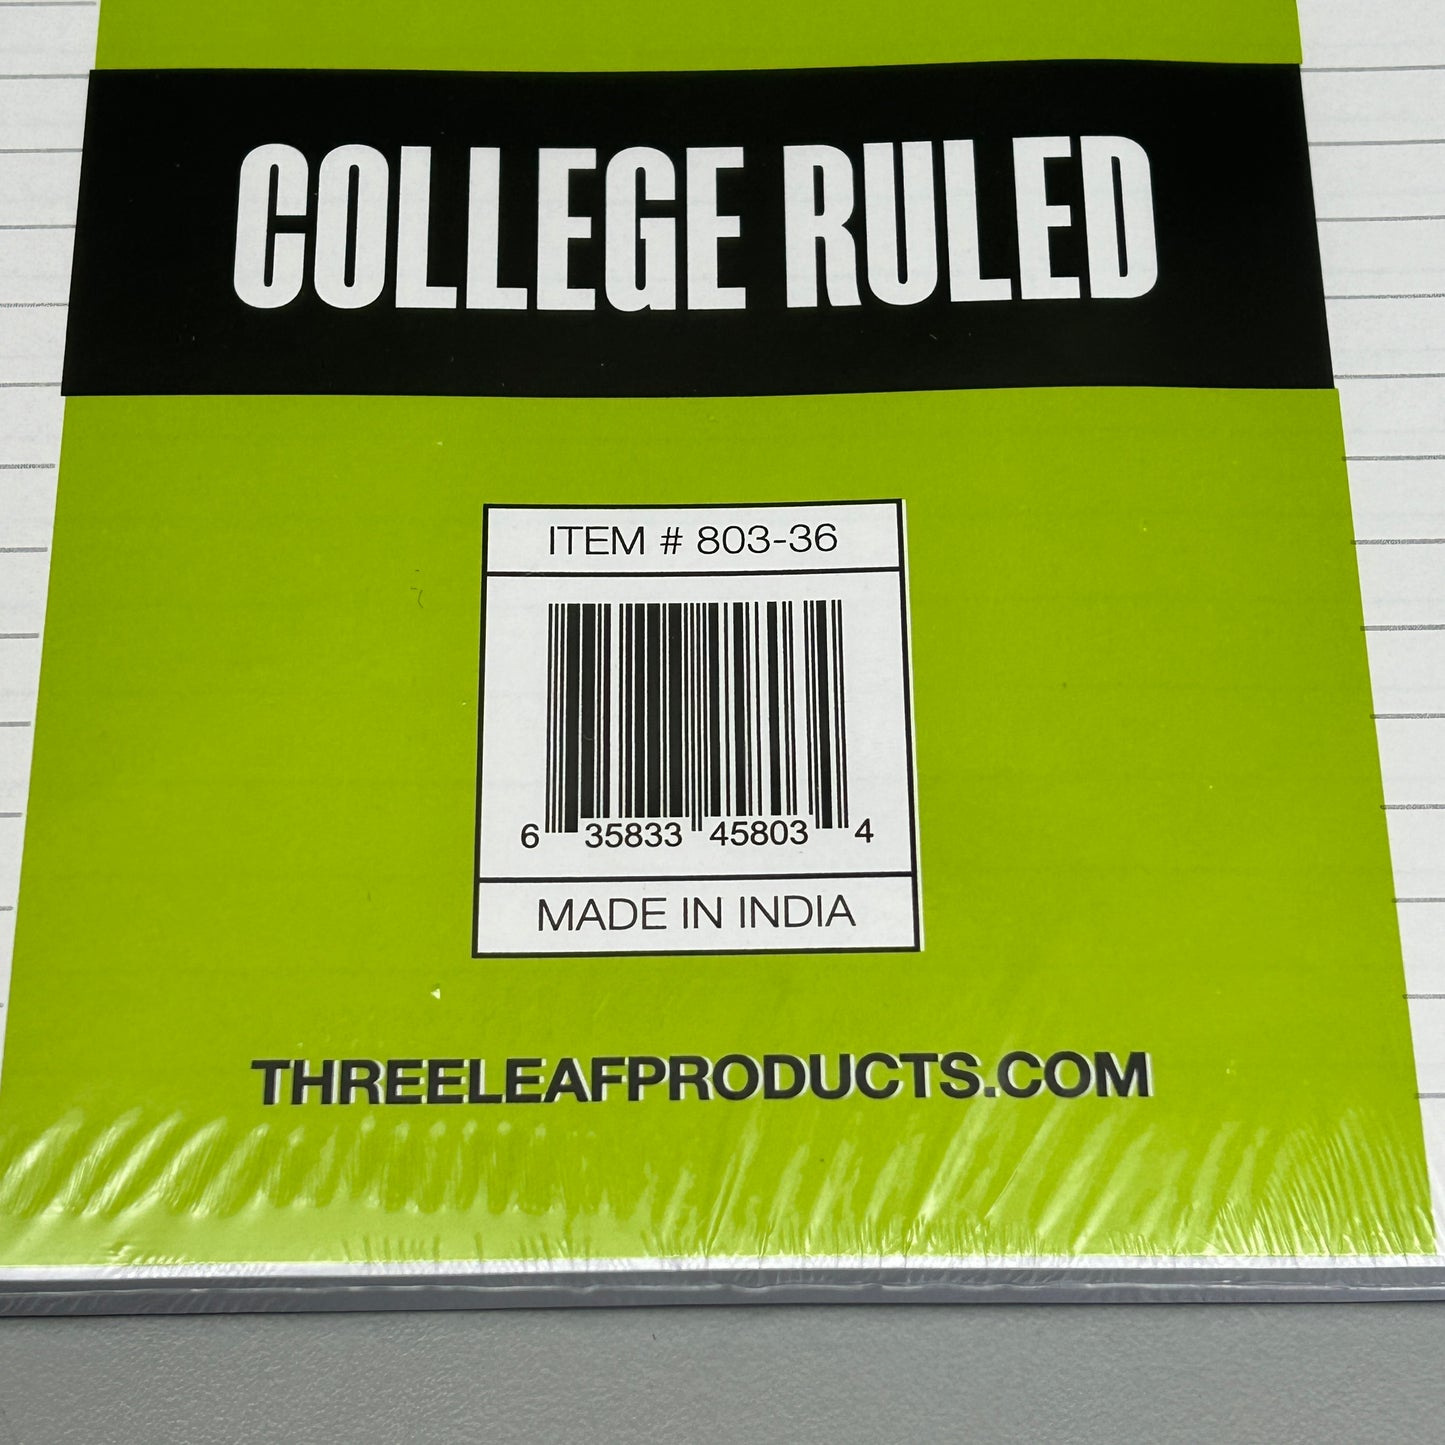 COLLEGE RULED
ITEM # 803-36
6 35833 45803 4
MADE IN INDIA
THREELEAFPRODUCTS.COM